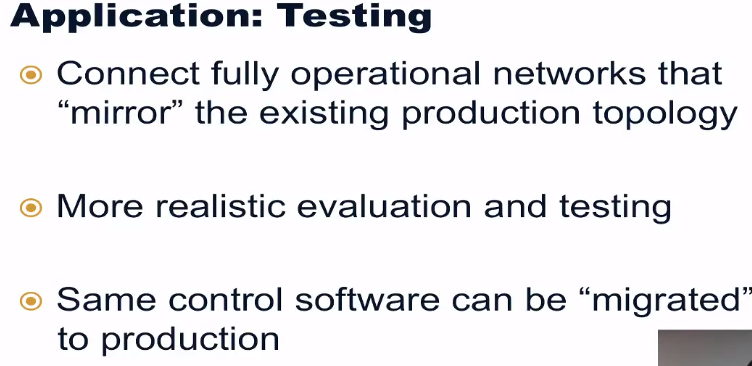 Application: Testing
Connect fully operational networks that
“mirror” the existing production topology
More realistic evaluation and testing
Same control software can be “migrated”
to production